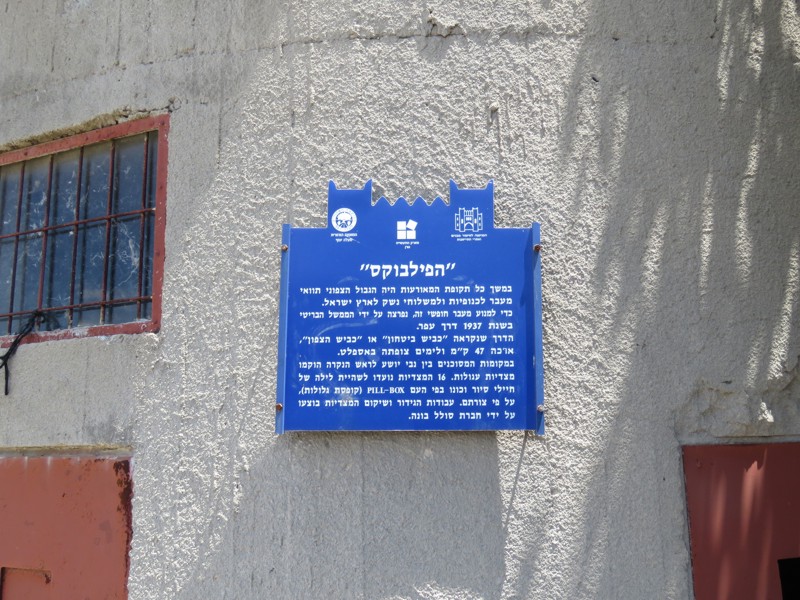 "הפילבוקס"
במשך כל תקופת המאורעות היה הגבול הצפוני תוואי
מעבר לכנופיות ולמשלוחי נשק לארץ ישראל.
כדי למנוע מעבר חופשי זה, נפרצה על ידי הממשל הבריטי
בשנת 1937 דרך עפר.
הדרך שנקראה "כביש ביטחון" או "כביש הצפון",
ארכה 47 ק"מ ולימים צופתה באספלט.
במקומות המסוכנים בין נבי יושע לראש הנקרה הוקמו
מצדיות עגולות. 16 המצדיות נועדו לשהיית לילה של
חיילי סיור וכונו בפי העם PILL-BOX (קופסת גלולות),
על פי צורתם. עבודות הגידור ושיקום המצדיות בוצעו
על ידי חברת סולל בונה.